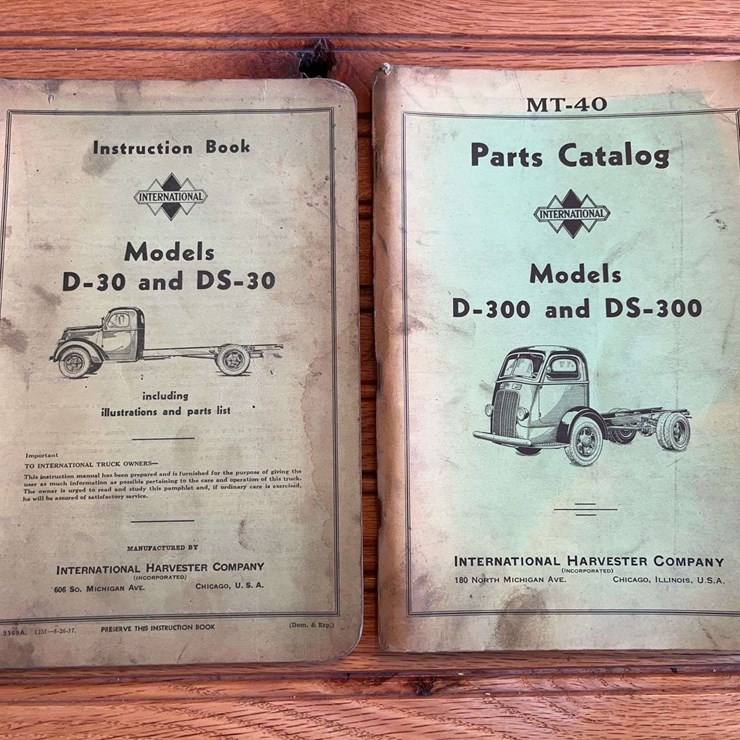 Instruction Book
INTERNATIONAL
Models
D-30 and DS-30
including
illustrations and parts list
Important
TO INTERNATIONAL TRUCK OWNERS—
This instruction manual has been prepared and is furnished for the purpose of giving the
user as much information as possible pertaining to the care and operation of this truck.
The owner is urged to read and study this pamphlet and, if ordinary care is exercised,
he will be assured of satisfactory service.
MANUFACTURED BY
INTERNATIONAL HARVESTER COMPANY
(INCORPORATED)
606 So. Michigan Ave. Chicago, U. S. A.
PRESERVE THIS INSTRUCTION BOOK
(Dom. & Exp.)
MT-40
Parts Catalog
INTERNATIONAL
Models
D-300 and DS-300
INTERNATIONAL HARVESTER COMPANY
(INCORPORATED)
180 North Michigan Ave. Chicago, Illinois, U.S.A.